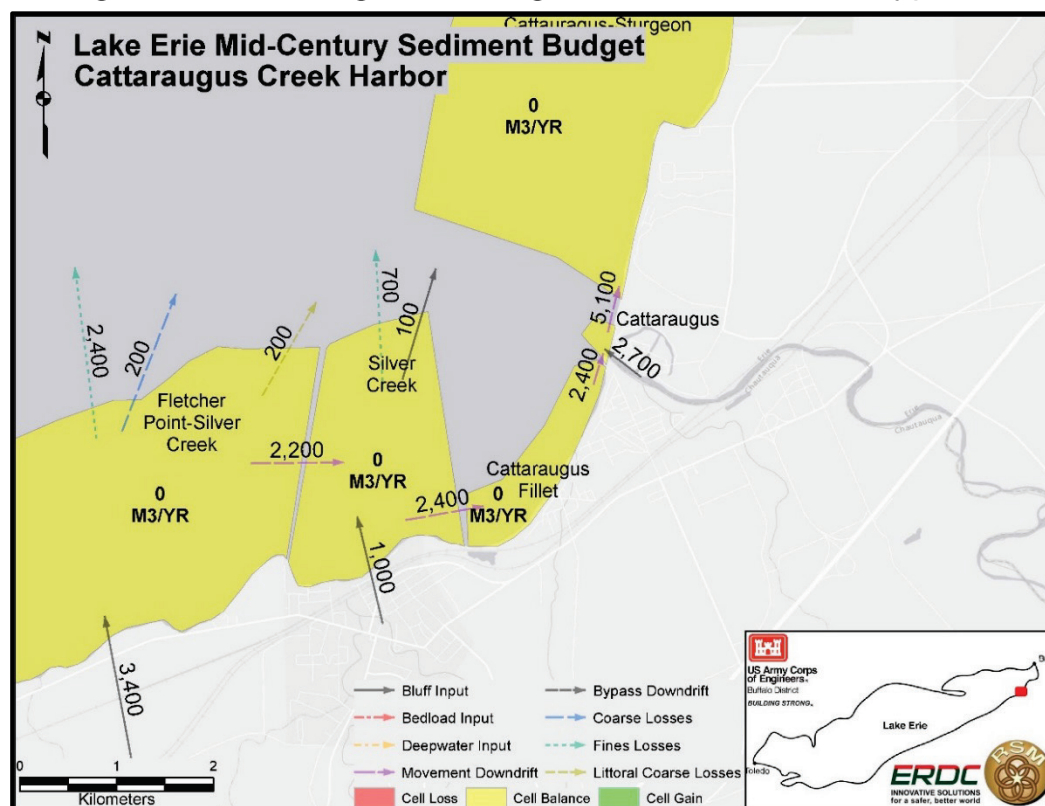 Cattauragus-Sturgeon
Lake Erie Mid-Century Sediment Budget
Cattaraugus Creek Harbor
N
0
M3/YR
5,100
Cattaraugus
2,700
2,400
2,400
200
200
700
100
Silver
Creek
Fletcher
Point-Silver
Creek
2,200
0
M3/YR
0
M3/YR
Cattaraugus
Fillet
2,400
0
M3/YR
1,000
3,400
Erie
Chautauqua
Erie
Chautauqua
Bluff Input
Bedload Input
Deepwater Input
Movement Downdrift
Bypass Downdrift
Coarse Losses
Fines Losses
Littoral Coarse Losses
Cell Loss
Cell Balance
Cell Gain
0 1 2
Kilometers
US Army Corps
of Engineers®
Buffalo District
BUILDING STRONG®
Lake Erie
Toledo
B
ERDC
INNOVATIVE SOLUTIONS
for a safer, better world
RSM